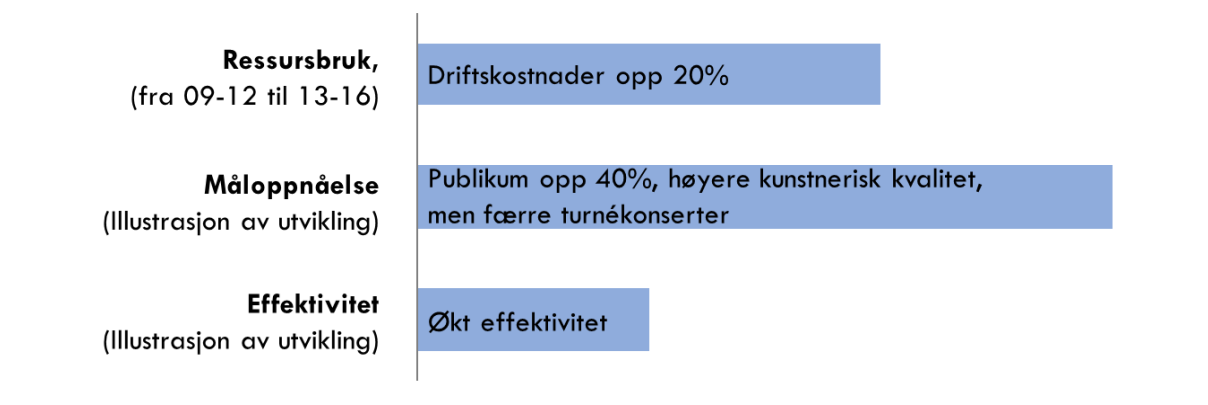 Ressursbruk,
(fra 09-12 til 13-16)
Driftskostnader opp 20%
Måloppnåelse
(Illustrasjon av utvikling)
Publikum opp 40%, høyere kunstnerisk kvalitet,
men færre turnékonserter
Effektivitet
(Illustrasjon av utvikling)
Økt effektivitet